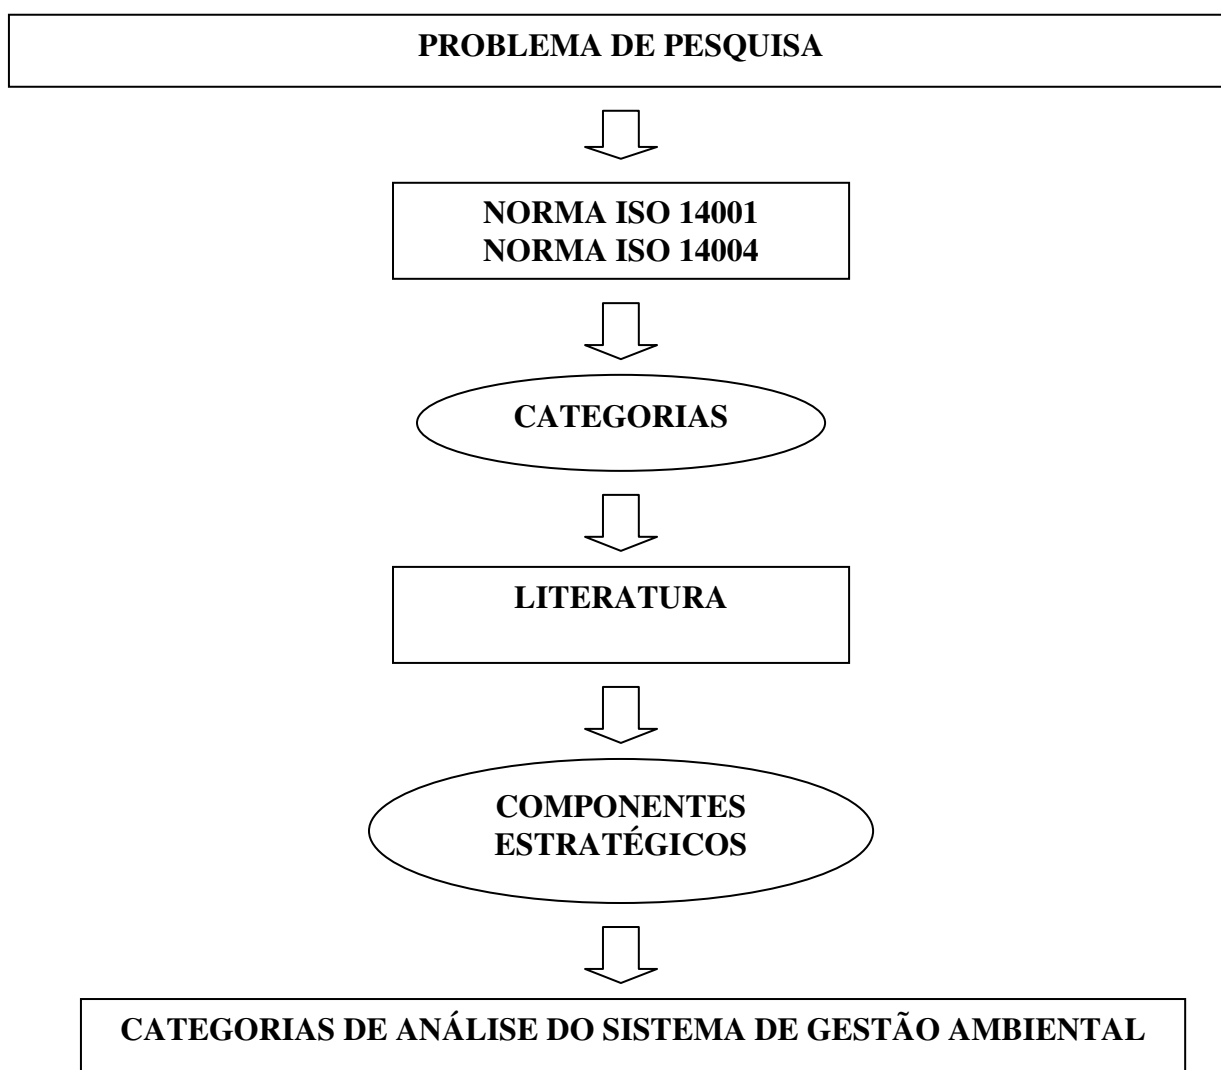 PROBLEMA DE PESQUISA
NORMA ISO 14001
NORMA ISO 14004
CATEGORIAS
LITERATURA
COMPONENTES
ESTRATÉGICOS
CATEGORIAS DE ANÁLISE DO SISTEMA DE GESTÃO AMBIENTAL